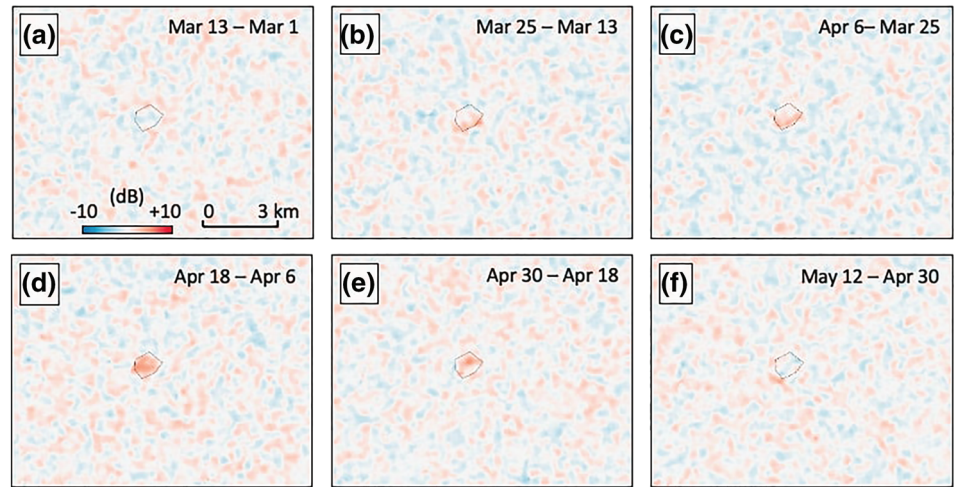 (a) Mar 13 – Mar 1
(dB)
-10 +10 0 3 km
(b) Mar 25 – Mar 13
(c) Apr 6– Mar 25
(d) Apr 18 – Apr 6
(e) Apr 30 – Apr 18
(f) May 12 – Apr 30